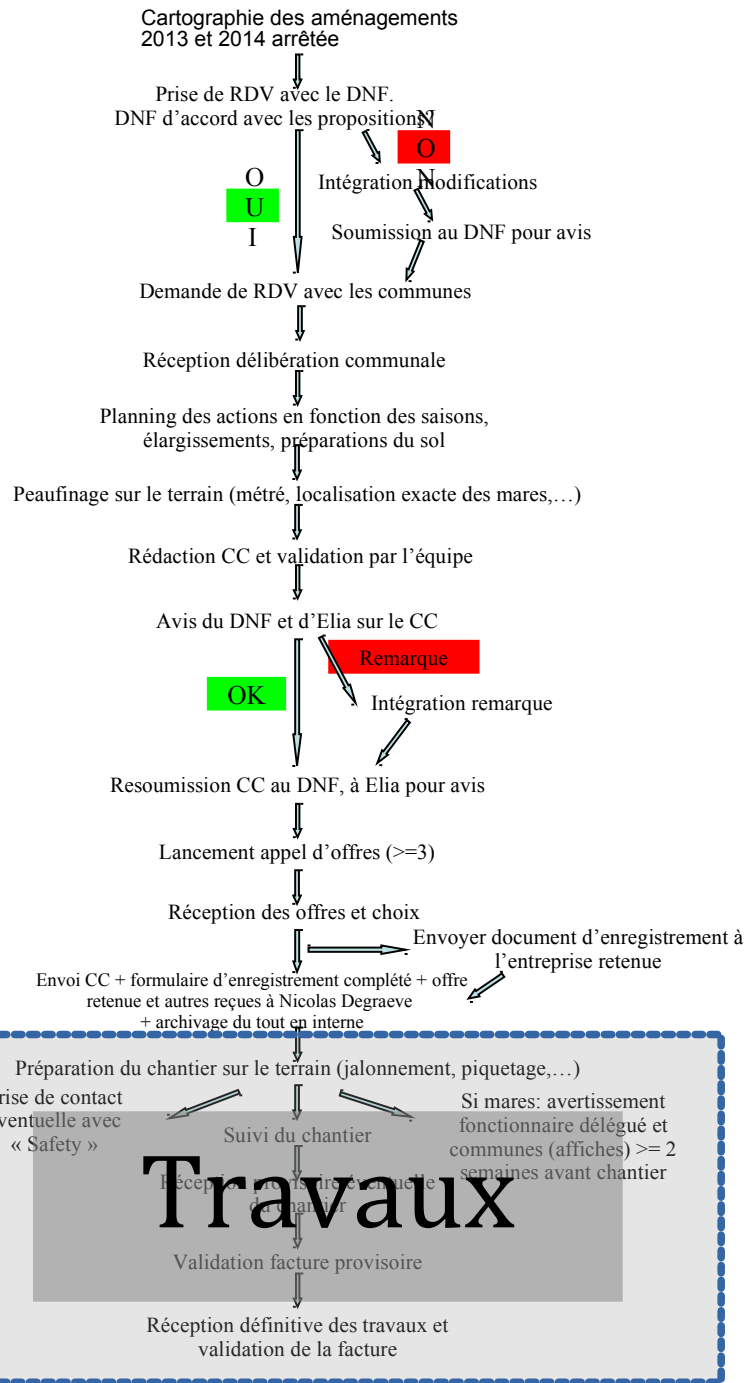 Cartographie des aménagements
2013 et 2014 arrêtée
Prise de RDV avec le DNF.
DNF d'accord avec les propositions?
NON
OUI
Intégration modifications
Soumission au DNF pour avis
Demande de RDV avec les communes
Réception délibération communale
Planning des actions en fonction des saisons,
élargissements, préparations du sol
Peaufinage sur le terrain (métré, localisation exacte des mares,…)
Rédaction CC et validation par l'équipe
Avis du DNF et d'Elia sur le CC
Remarque
OK
Intégration remarque
Resoumission CC au DNF, à Elia pour avis
Lancement appel d'offres (>=3)
Réception des offres et choix
Envoyer document d'enregistrement à
l'entreprise retenue
Envoi CC + formulaire d'enregistrement complété + offre
retenue et autres reçues à Nicolas Degraeve
+ archivage du tout en interne
Préparation du chantier sur le terrain (jalonnement, piquetage,…)
rise de contact
ventuelle avec
« Safety »
Si mares: avertissement
fonctionnaire délégué et
communes (affiches) >= 2
semaines avant chantier
Suivi du chantier
Travaux
Réception provisoire éventuelle
du chantier
Validation facture provisoire
Réception définitive des travaux et
validation de la facture